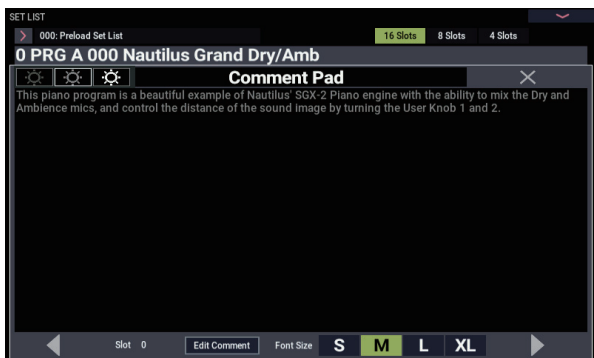 SET LIST
000: Preload Set List
16 Slots 8 Slots 4 Slots
0 PRG A 000 Nautilus Grand Dry/Amb
Comment Pad
This piano program is a beautiful example of Nautilus' SGX-2 Piano engine with the ability to mix the Dry and
Ambience mics, and control the distance of the sound image by turning the User Knob 1 and 2.
Slot 0 Edit Comment Font Size S M L XL